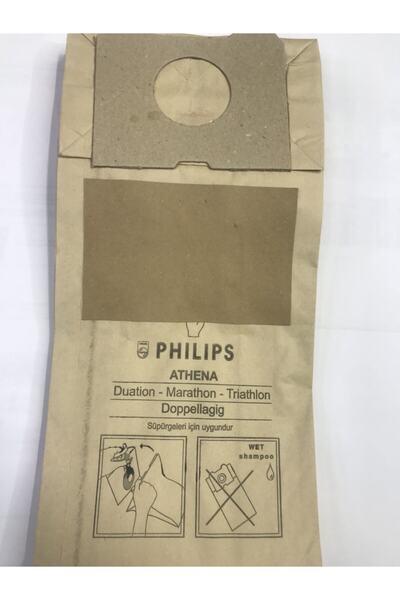 PHILIPS
ATHENA
Duation - Marathon - Triathlon
Doppellagig
Süpürgeleri için uygundur
WET
shampoo